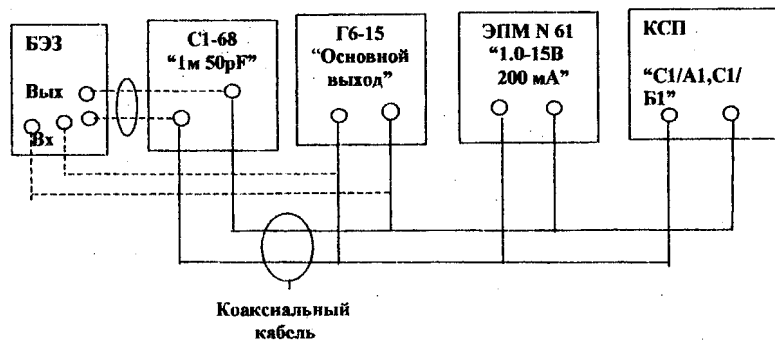 БЭЗ
Вых
Вх
С1-68
“1м 50pF”
Г6-15
“Основной
выход”
ЭПМ N 61
“1.0-15В
200 мА”
КСП
“С1/А1,С1/
Б1”
Коаксиальный
кабель